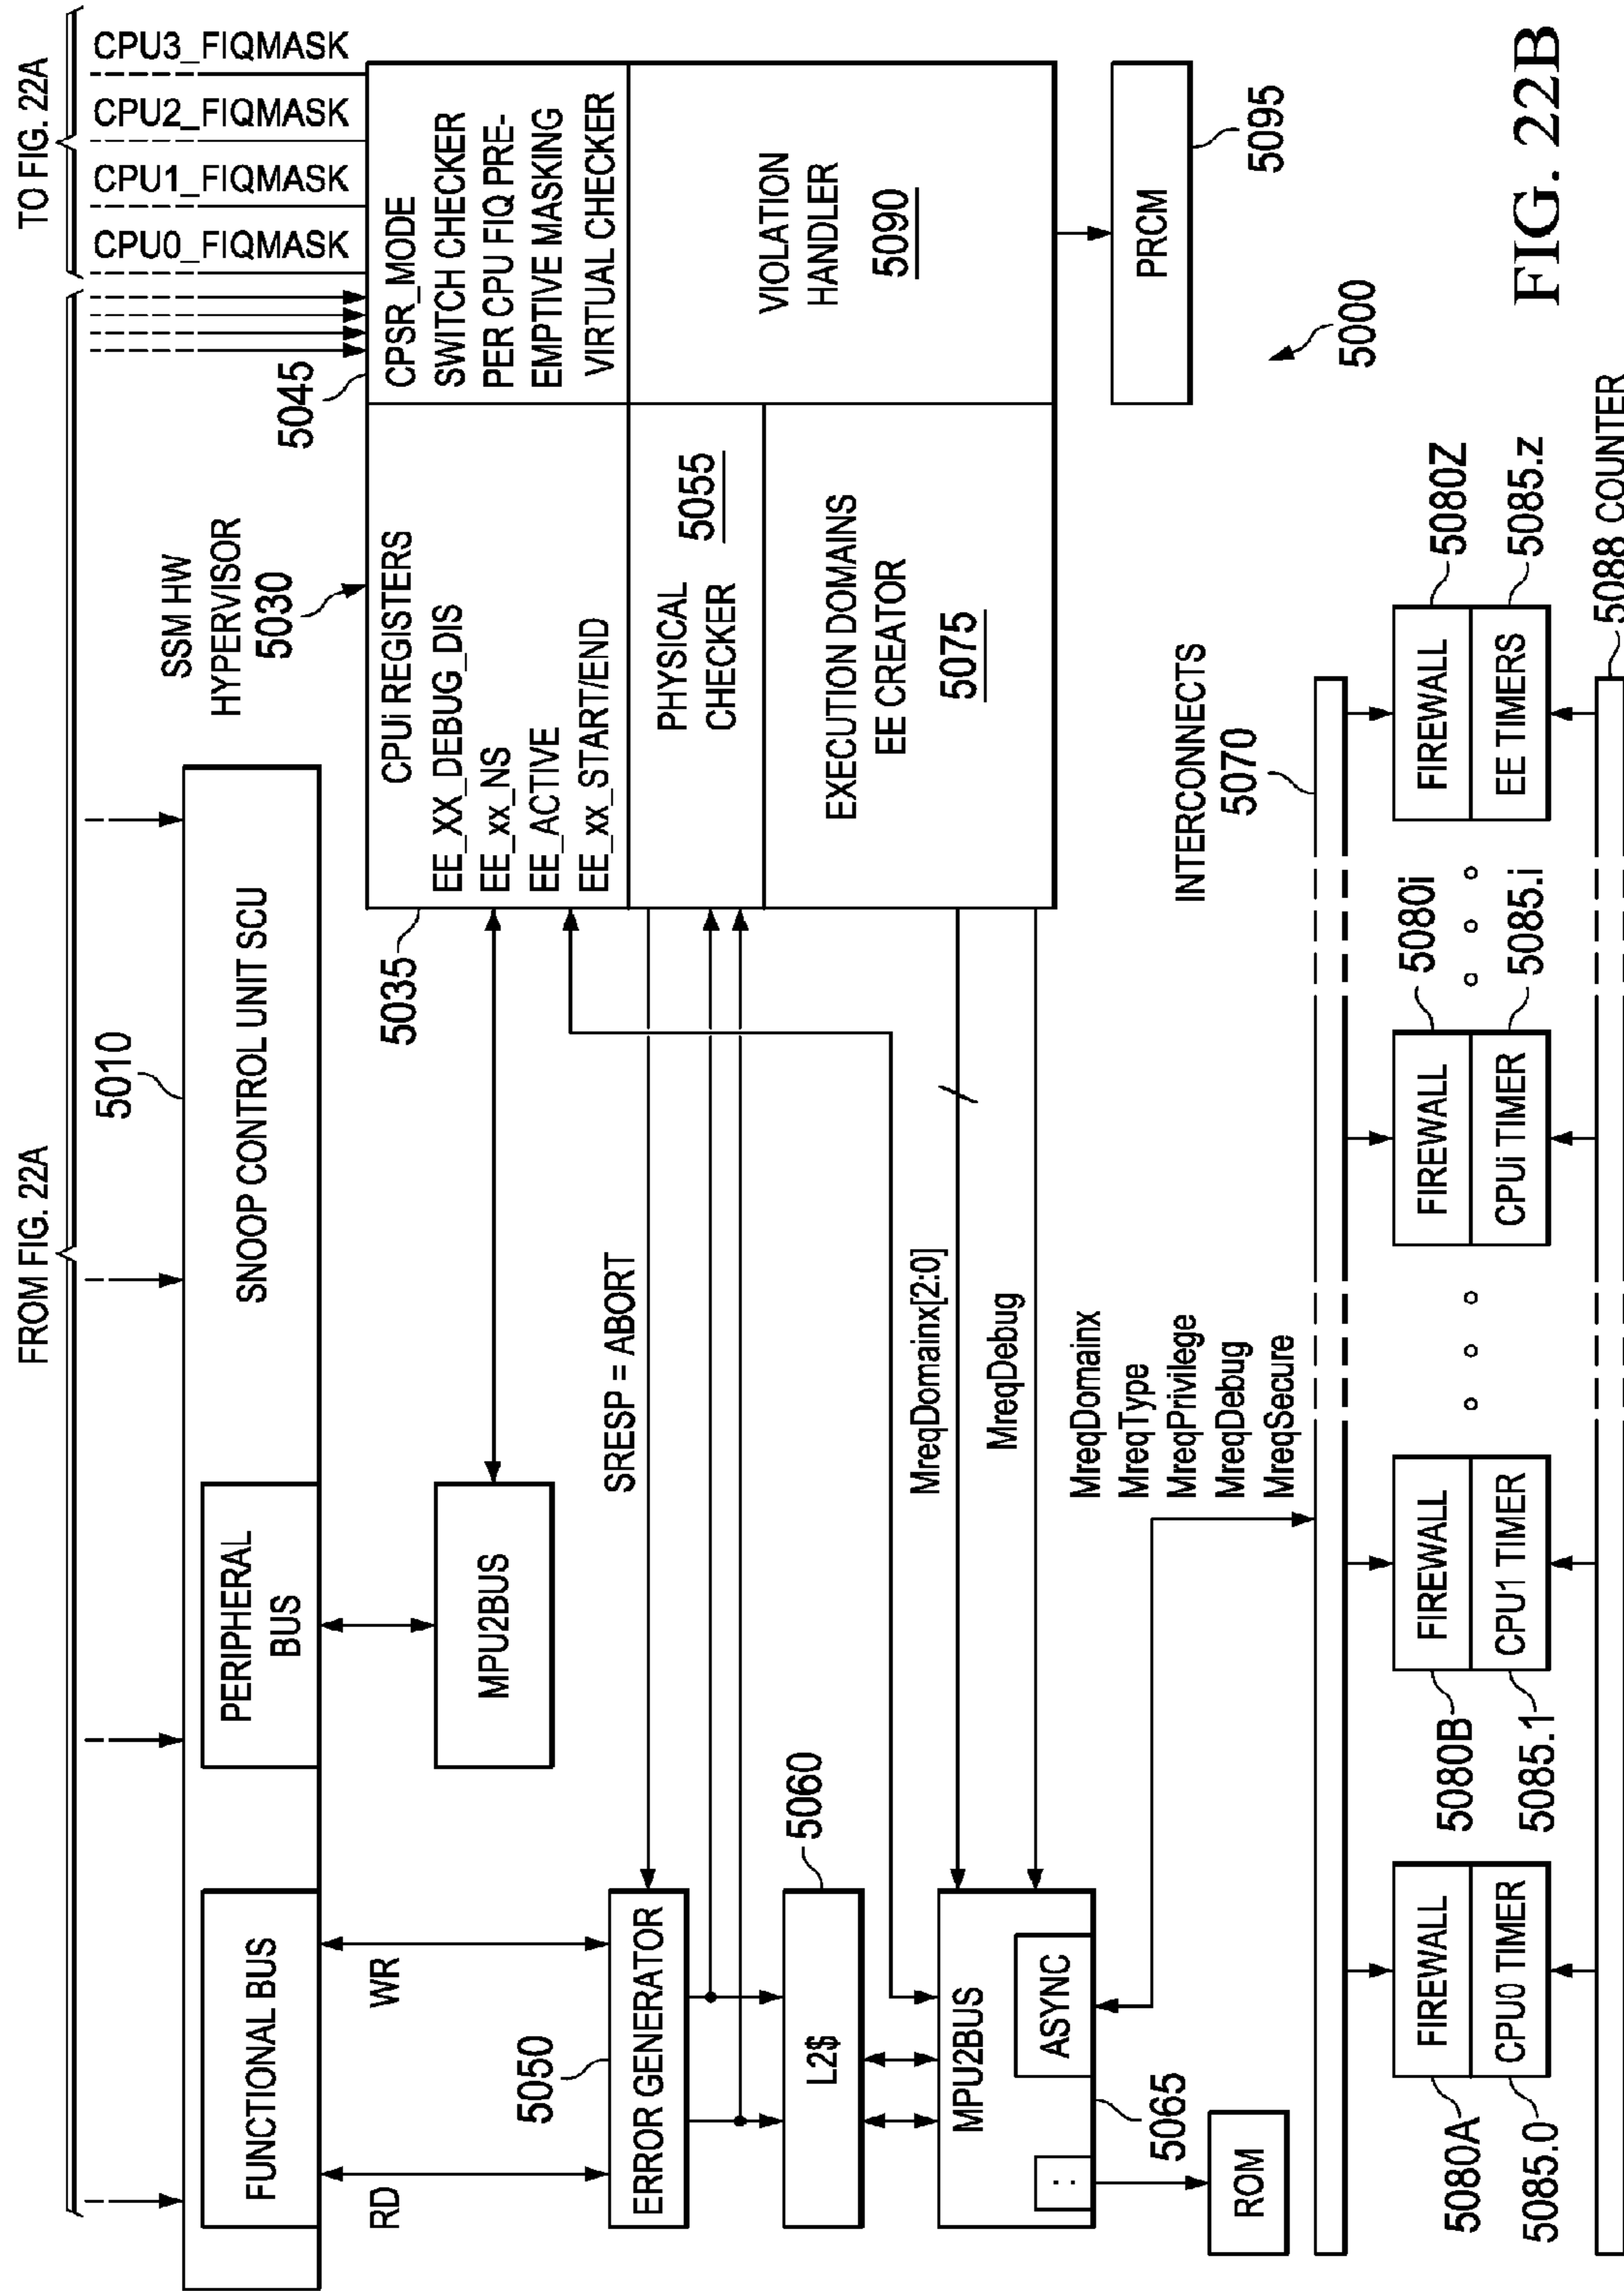 FROM FIG. 22A
TO FIG. 22A
5010
SNOOP CONTROL UNIT SCU
FUNCTIONAL BUS
PERIPHERAL
BUS
RD
WR
MPU2BUS
SSM HW
HYPERVISOR
5030
5045
CPU0_FIQMASK
CPU1_FIQMASK
CPU2_FIQMASK
CPU3_FIQMASK
5035
CPUi REGISTERS
EE_XX_DEBUG_DIS
EE_xx_NS
EE_ACTIVE
EE_xx_START/END
CPSR_MODE
SWITCH CHECKER
PER CPU FIQ PRE-
EMPTIVE MASKING
VIRTUAL CHECKER
PHYSICAL
CHECKER
5055
EXECUTION DOMAINS
EE CREATOR
5075
VIOLATION
HANDLER
5090
PRCM
5095
5050
ERROR GENERATOR
SRESP = ABORT
L2$
5060
MPU2BUS
ASYNC
:
5065
ROM
MreqDomainx[2:0]
MreqDebug
MreqDomainx
MreqType
MreqPrivilege
MreqDebug
MreqSecure
INTERCONNECTS
5070
5000
5080A
FIREWALL
CPU0 TIMER
5085.0
5080B
FIREWALL
CPU1 TIMER
5085.1
FIREWALL
CPUi TIMER
5080i
5085.i
FIREWALL
EE TIMERS
5080Z
5085.z
5088 COUNTER
FIG. 22B